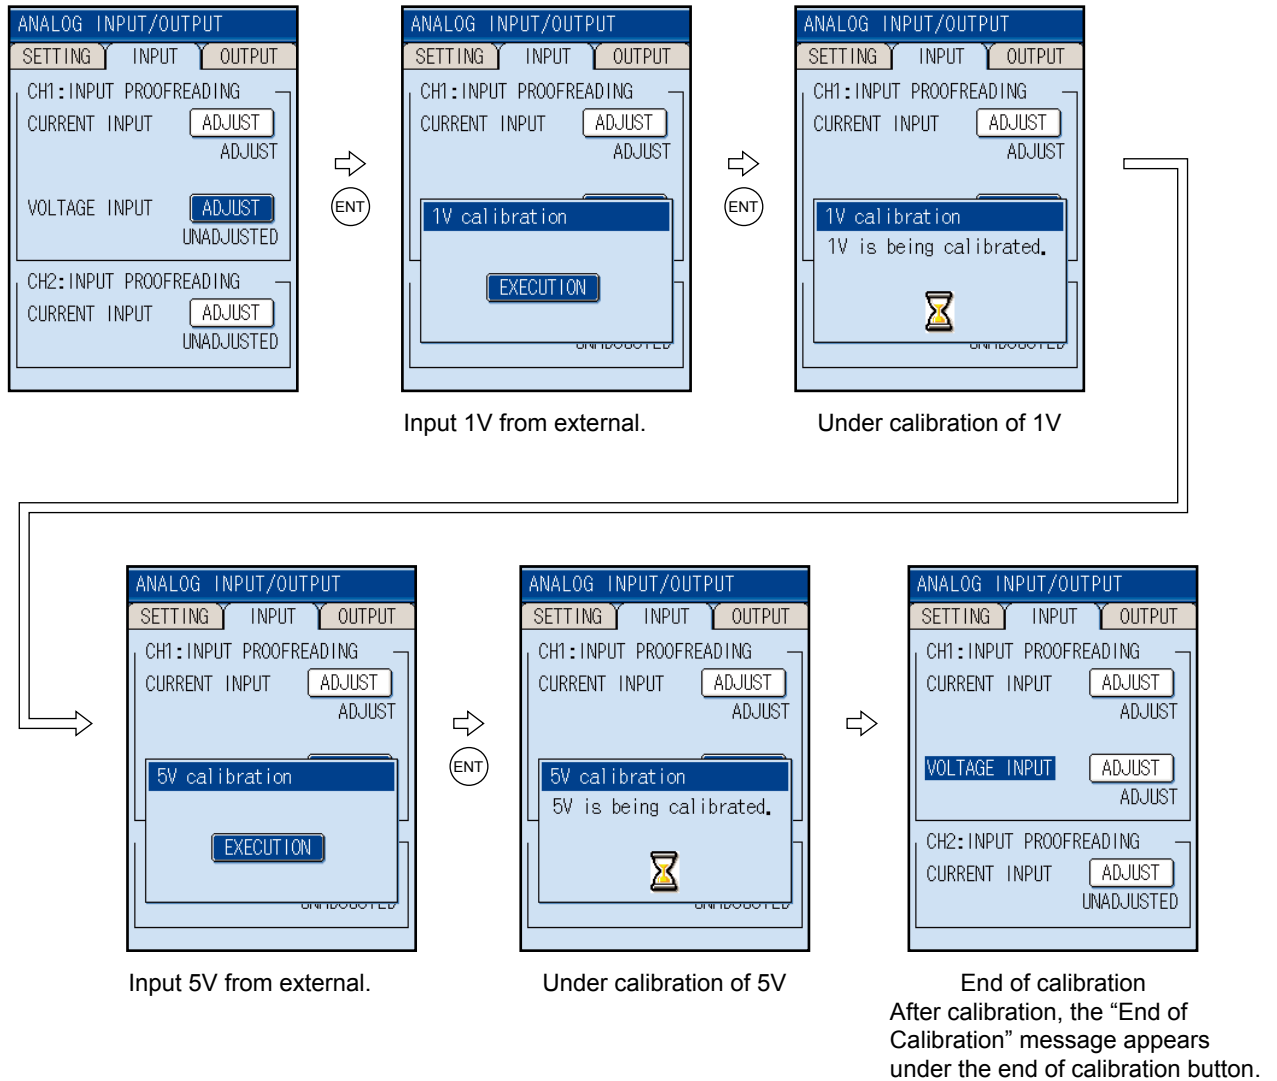 ANALOG INPUT/OUTPUT
SETTING INPUT OUTPUT
CH1:INPUT PROOFREADING
CURRENT INPUT ADJUST
ADJUST
VOLTAGE INPUT ADJUST
UNADJUSTED
CH2:INPUT PROOFREADING
CURRENT INPUT ADJUST
UNADJUSTED
ENT
ANALOG INPUT/OUTPUT
SETTING INPUT OUTPUT
CH1:INPUT PROOFREADING
CURRENT INPUT ADJUST
ADJUST
1V calibration
EXECUTION
Input 1V from external.
ENT
ANALOG INPUT/OUTPUT
SETTING INPUT OUTPUT
CH1:INPUT PROOFREADING
CURRENT INPUT ADJUST
ADJUST
1V calibration
1V is being calibrated.
Under calibration of 1V
ANALOG INPUT/OUTPUT
SETTING INPUT OUTPUT
CH1:INPUT PROOFREADING
CURRENT INPUT ADJUST
ADJUST
5V calibration
EXECUTION
Input 5V from external.
ENT
ANALOG INPUT/OUTPUT
SETTING INPUT OUTPUT
CH1:INPUT PROOFREADING
CURRENT INPUT ADJUST
ADJUST
5V calibration
5V is being calibrated.
Under calibration of 5V
ANALOG INPUT/OUTPUT
SETTING INPUT OUTPUT
CH1:INPUT PROOFREADING
CURRENT INPUT ADJUST
ADJUST
VOLTAGE INPUT ADJUST
ADJUST
CH2:INPUT PROOFREADING
CURRENT INPUT ADJUST
UNADJUSTED
End of calibration
After calibration, the “End of
Calibration” message appears
under the end of calibration button.